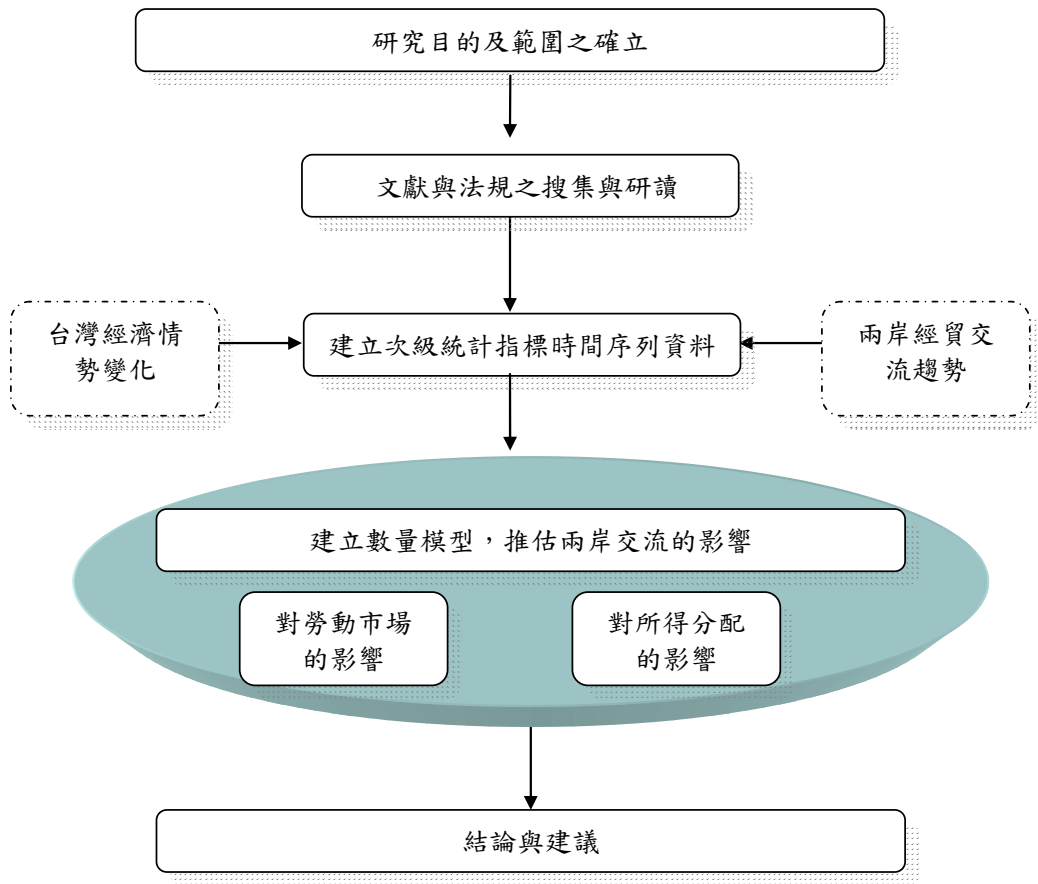 研究目的及範圍之確立
文獻與法規之搜集與研讀
台灣經濟情
勢變化
建立次級統計指標時間序列資料
兩岸經貿交
流趨勢
建立數量模型，推估兩岸交流的影響
對勞動市場
的影響
對所得分配
的影響
結論與建議